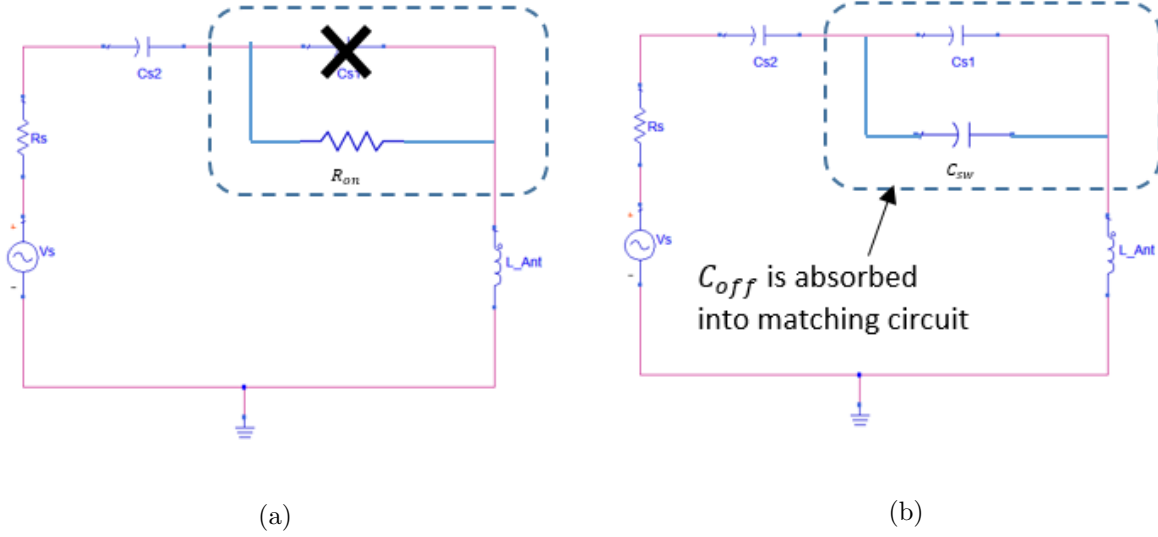 Cs2
Cs1
Rs
R_on
+
Vs
-
L_Ant
(a)
Cs2
Cs1
Rs
C_sw
+
Vs
-
L_Ant
C_off is absorbed
into matching circuit
(b)